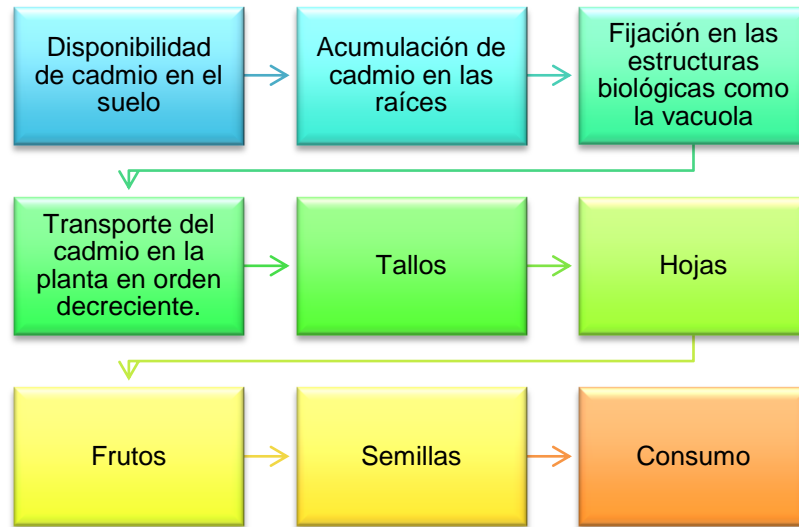 Disponibilidad
de cadmio en el
suelo
Acumulación de
cadmio en las
raíces
Fijación en las
estructuras
biológicas como
la vacuola
Transporte del
cadmio en la
planta en orden
decreciente.
Tallos
Hojas
Frutos
Semillas
Consumo